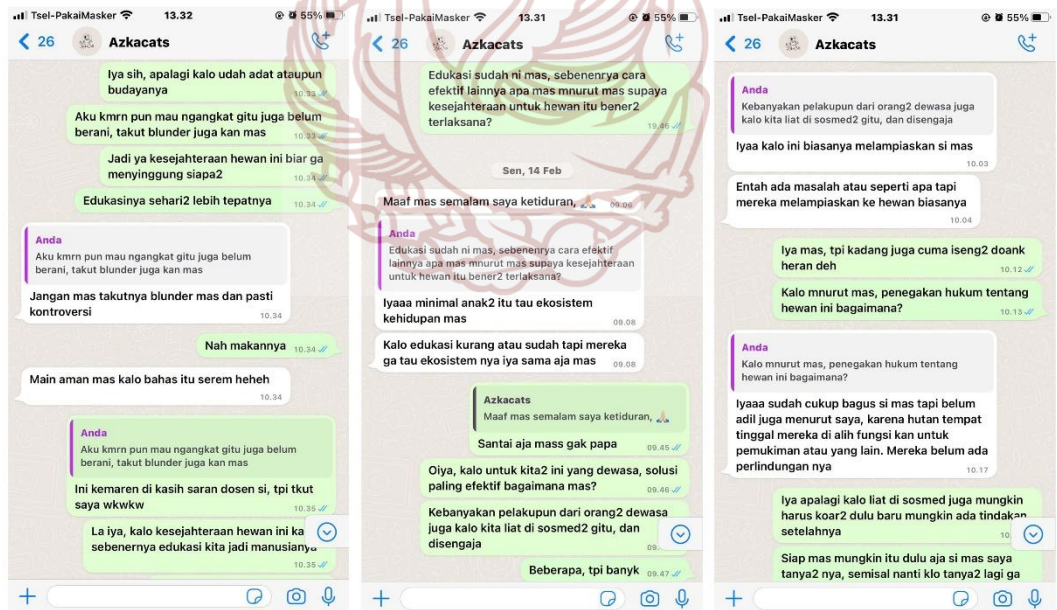 Tsel-PakaiMasker
13.32
55%
26
Azkacats
Iya sih, apalagi kalo udah adat ataupun
budayanya
10.33
Aku kmrn pun mau ngangkat gitu juga belum
berani, takut blunder juga kan mas
10.33
Jadi ya kesejahteraan hewan ini biar ga
menyinggung siapa2
10.34
Edukasinya sehari2 lebih tepatnya
10.34
Anda
Aku kmrn pun mau ngangkat gitu juga belum
berani, takut blunder juga kan mas
Jangan mas takutnya blunder mas dan pasti
kontroversi
10.34
Nah makannya
10.34
Main aman mas kalo bahas itu serem heheh
10.34
Anda
Aku kmrn pun mau ngangkat gitu juga belum
berani, takut blunder juga kan mas
Ini kemaren di kasih saran dosen si, tpi tkut
saya wkwkw
10.35
La iya, kalo kesejahteraan hewan ini ka
sebenernya edukasi kita jadi manusianya
10.35
Tsel-PakaiMasker
13.31
55%
26
Azkacats
Edukasi sudah ni mas, sebenenrya cara
efektif lainnya apa mas mnurut mas supaya
kesejahteraan untuk hewan itu bener2
terlaksana?
19.46
Sen, 14 Feb
Maaf mas semalam saya ketiduran, 🙏
09.06
Anda
Edukasi sudah ni mas, sebenenrya cara efektif
lainnya apa mas mnurut mas supaya kesejahteraan
untuk hewan itu bener2 terlaksana?
Iyaaa minimal anak2 itu tau ekosistem
kehidupan mas
09.08
Kalo edukasi kurang atau sudah tapi mereka
ga tau ekosistem nya iya sama aja mas
09.08
Azkacats
Maaf mas semalam saya ketiduran, 🙏
Santai aja mass gak papa
09.45
Oiya, kalo untuk kita2 ini yang dewasa, solusi
paling efektif bagaimana mas?
09.46
Kebanyakan pelakupun dari orang2 dewasa
juga kalo kita liat di sosmed2 gitu, dan
disengaja
09.
Beberapa, tpi banyk
09.47
Tsel-PakaiMasker
13.31
55%
26
Azkacats
Anda
Kebanyakan pelakupun dari orang2 dewasa juga
kalo kita liat di sosmed2 gitu, dan disengaja
Iyaa kalo ini biasanya melampiaskan si mas
10.03
Entah ada masalah atau seperti apa tapi
mereka melampiaskan ke hewan biasanya
10.04
Iya mas, tpi kadang juga cuma iseng2 doank
heran deh
10.12
Kalo mnurut mas, penegakan hukum tentang
hewan ini bagaimana?
10.13
Anda
Kalo mnurut mas, penegakan hukum tentang
hewan ini bagaimana?
Iyaaa sudah cukup bagus si mas tapi belum
adil juga menurut saya, karena hutan tempat
tinggal mereka di alih fungsi kan untuk
pemukiman atau yang lain. Mereka belum ada
perlindungan nya
10.17
Iya apalagi kalo liat di sosmed juga mungkin
harus koar2 dulu baru mungkin ada tindakan
setelahnya
10
Siap mas mungkin itu dulu aja si mas saya
tanya2 nya, semisal nanti klo tanya2 lagi ga